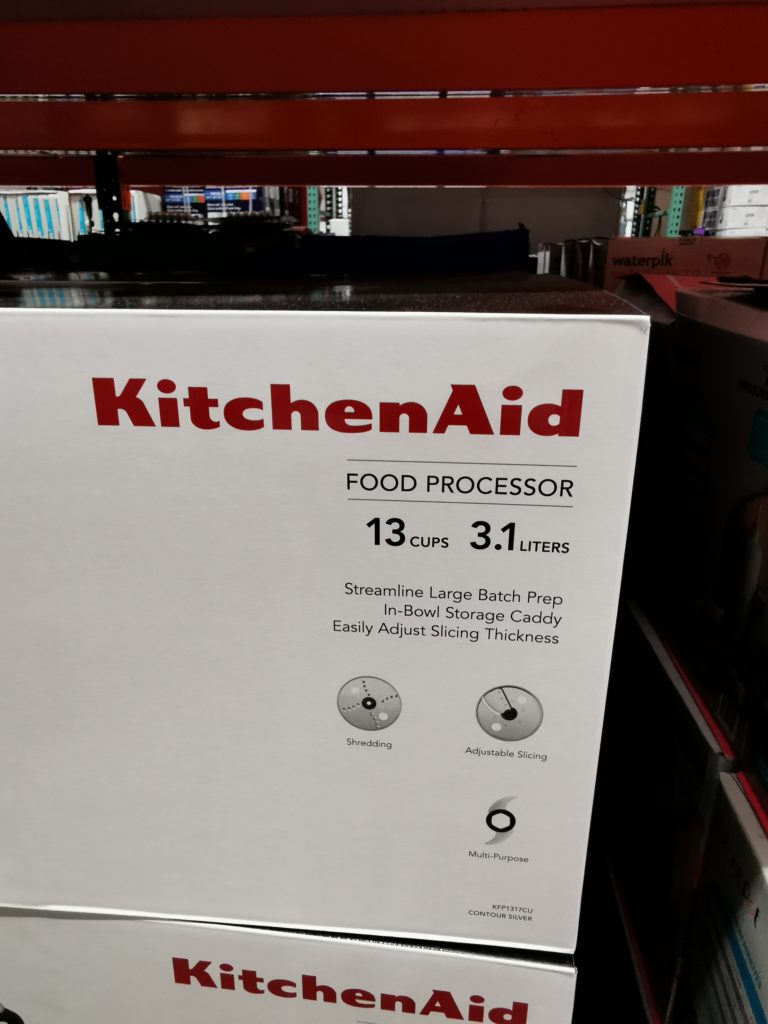 waterpik
KitchenAid
FOOD PROCESSOR
13 CUPS 3.1 LITERS
Streamline Large Batch Prep
In-Bowl Storage Caddy
Easily Adjust Slicing Thickness
Shredding
Adjustable Slicing
Multi-Purpose
KFP1317CU
CONTOUR SILVER
KitchenAid